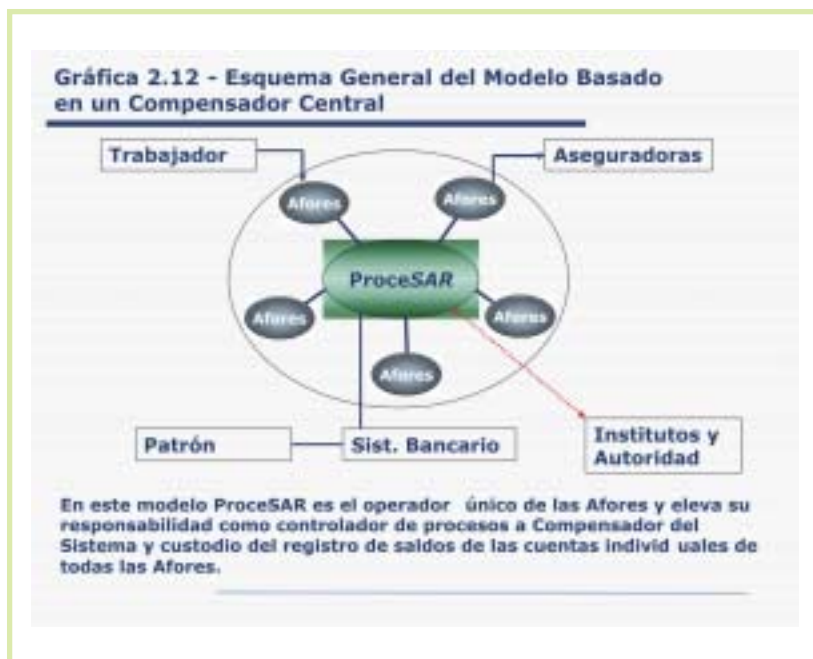 Gráfica 2.12 - Esquema General del Modelo Basado
en un Compensador Central
Trabajador
Aseguradoras
Afores
Afores
ProceSAR
Afores
Afores
Afores
Patrón
Sist. Bancario
Institutos y
Autoridad
En este modelo ProceSAR es el operador único de las Afores y eleva su
responsabilidad como controlador de procesos a Compensador del
Sistema y custodio del registro de saldos de las cuentas individ uales de
todas las Afores.